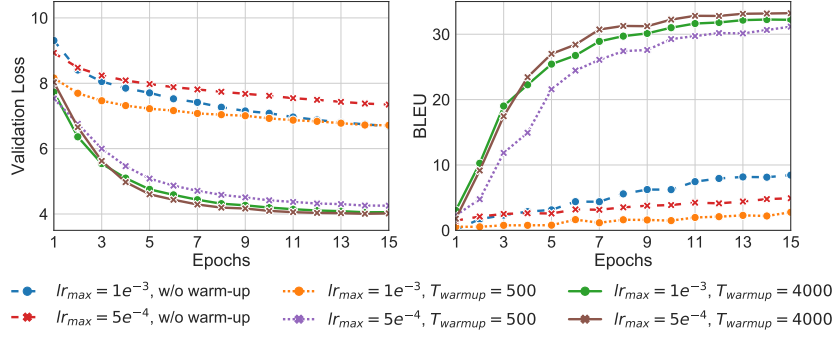 10
8
6
4
Validation Loss
1 3 5 7 9 11 13 15
Epochs
30
20
10
0
BLEU
1 3 5 7 9 11 13 15
Epochs
lr_max = 1e^−3, w/o warm-up
lr_max = 1e^−3, T_warmup = 500
lr_max = 1e^−3, T_warmup = 4000
lr_max = 5e^−4, w/o warm-up
lr_max = 5e^−4, T_warmup = 500
lr_max = 5e^−4, T_warmup = 4000